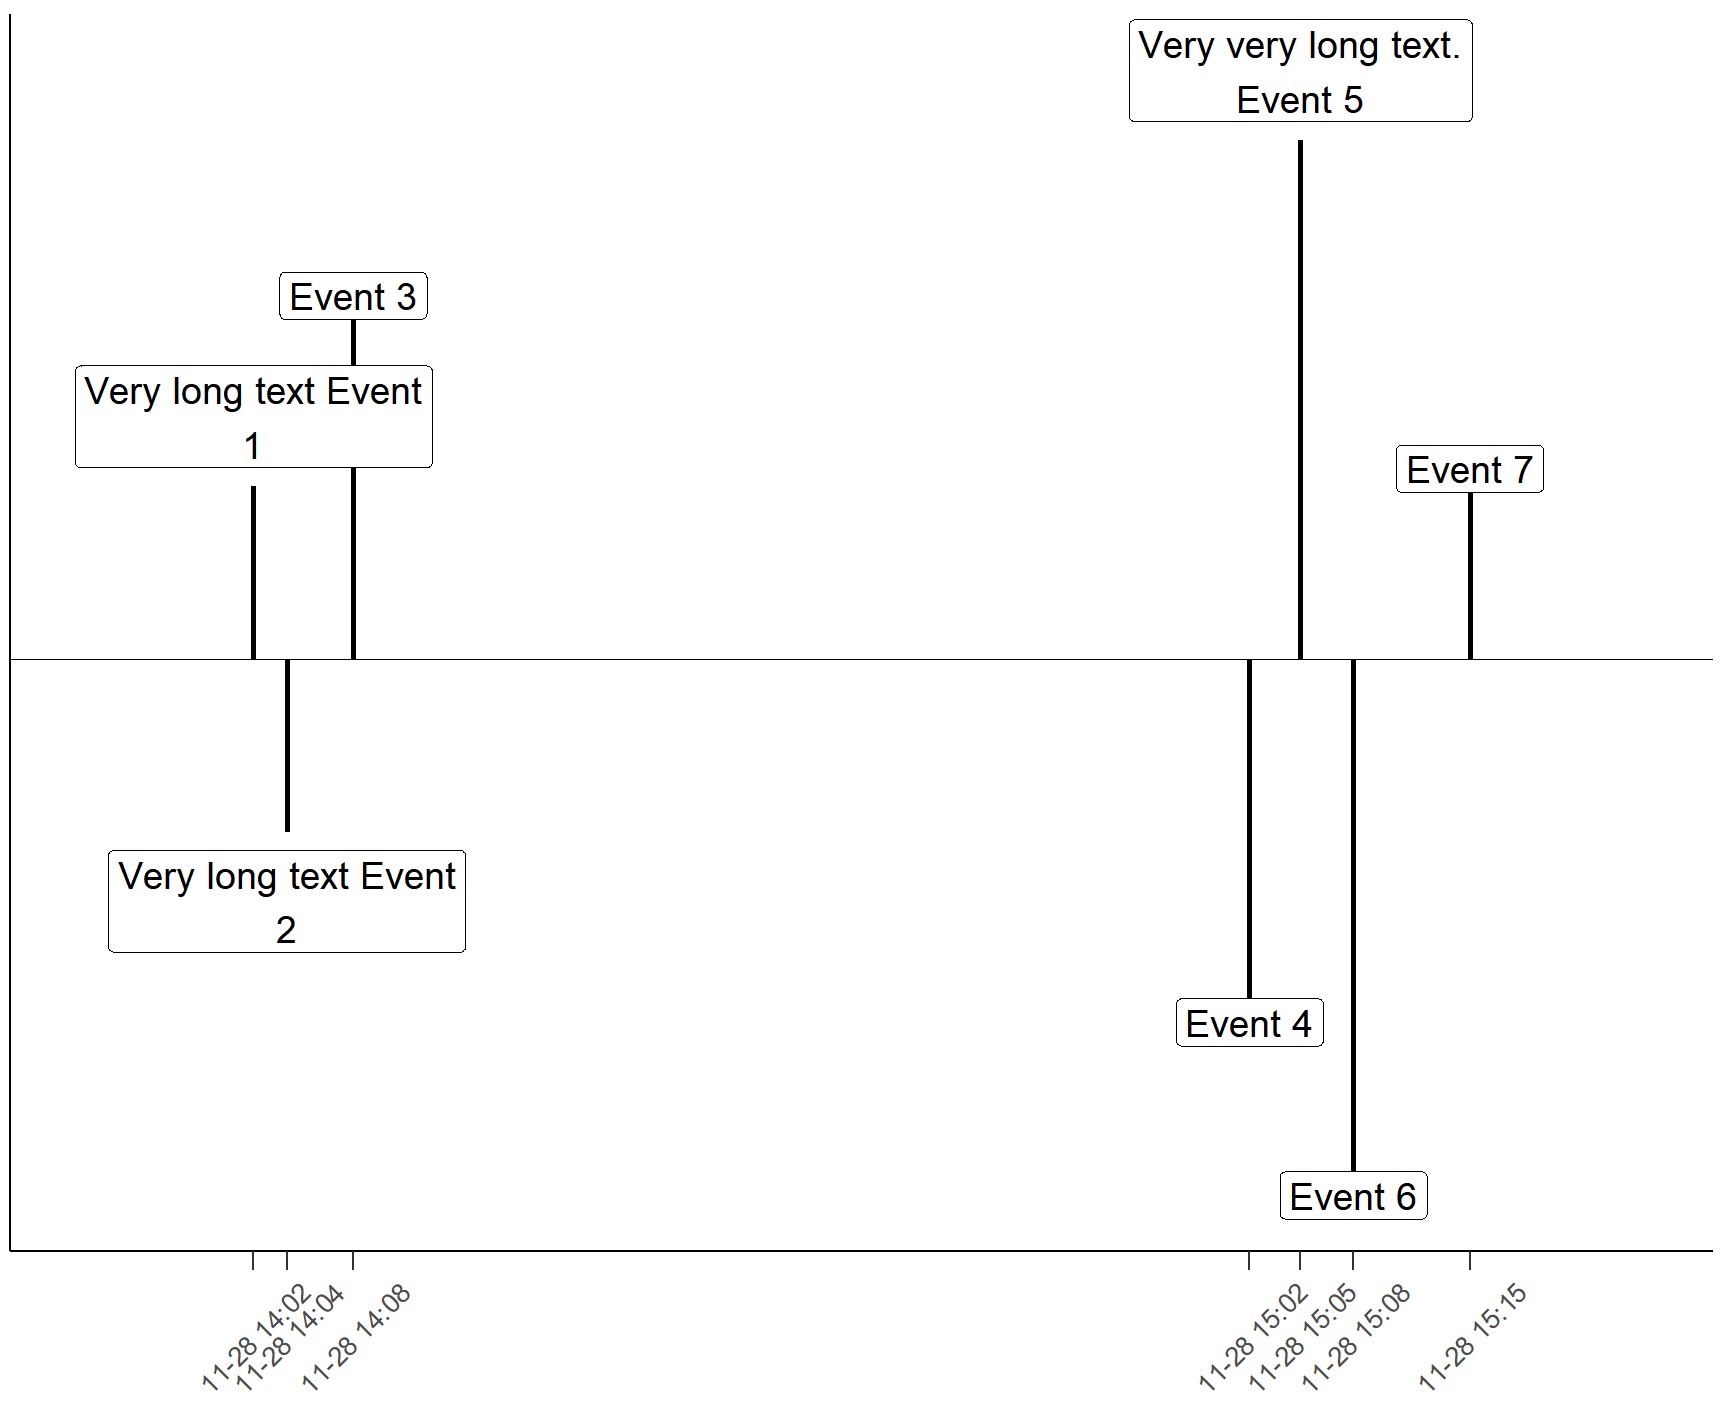 Very very long text.
Event 5
Event 3
Very long text Event
1
Event 7
Very long text Event
2
Event 4
Event 6
11-28 14:02
11-28 14:04
11-28 14:08
11-28 15:02
11-28 15:05
11-28 15:08
11-28 15:15